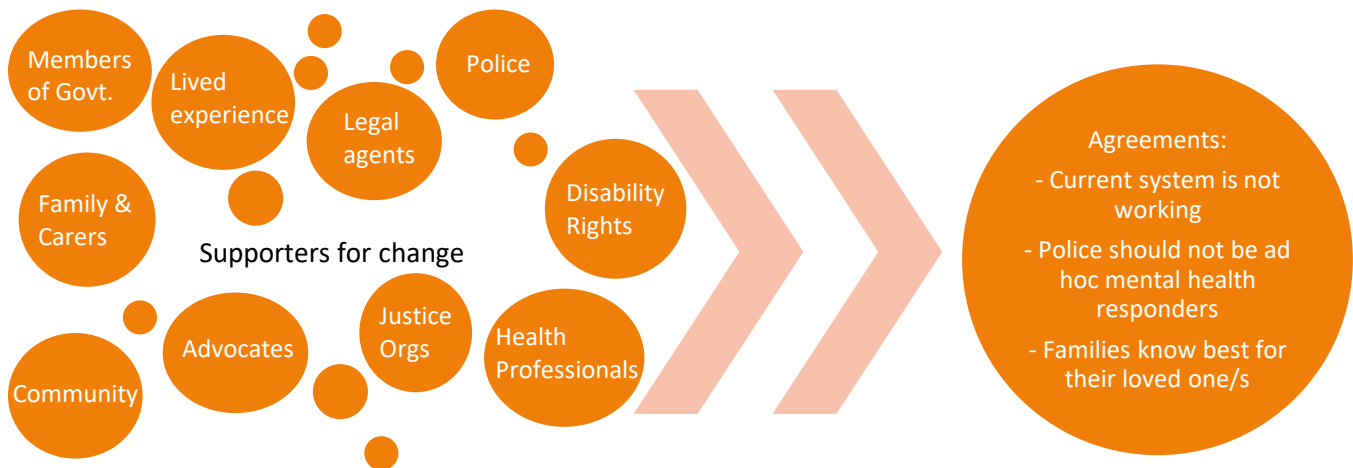 Members
of Govt.
Lived
experience
Legal
agents
Police
Family &
Carers
Disability
Rights
Supporters for change
Community
Advocates
Justice
Orgs
Health
Professionals
Agreements:
- Current system is not
working
- Police should not be ad
hoc mental health
responders
- Families know best for
their loved one/s